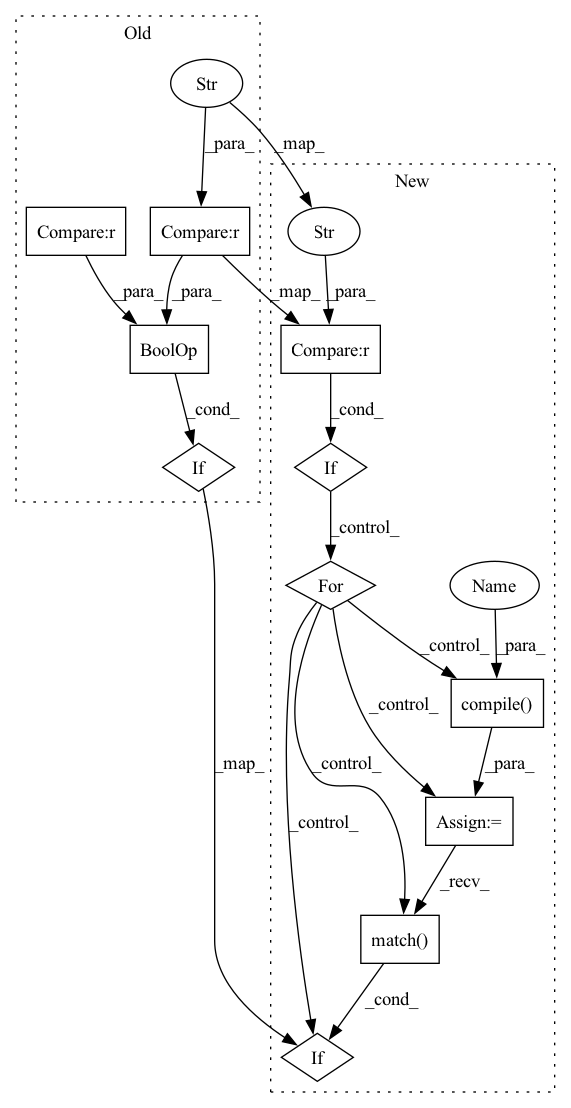 Old
Str
_para_
_map_
New
Compare:r
Compare:r
Str
_para_
_para_
_map_
_para_
BoolOp
Compare:r
_cond_
_cond_
If
If
_control_
For
Name
_control_
_para_
compile()
_control_
_map_
_control_
_para_
_control_
Assign:=
_recv_
match()
_cond_
If